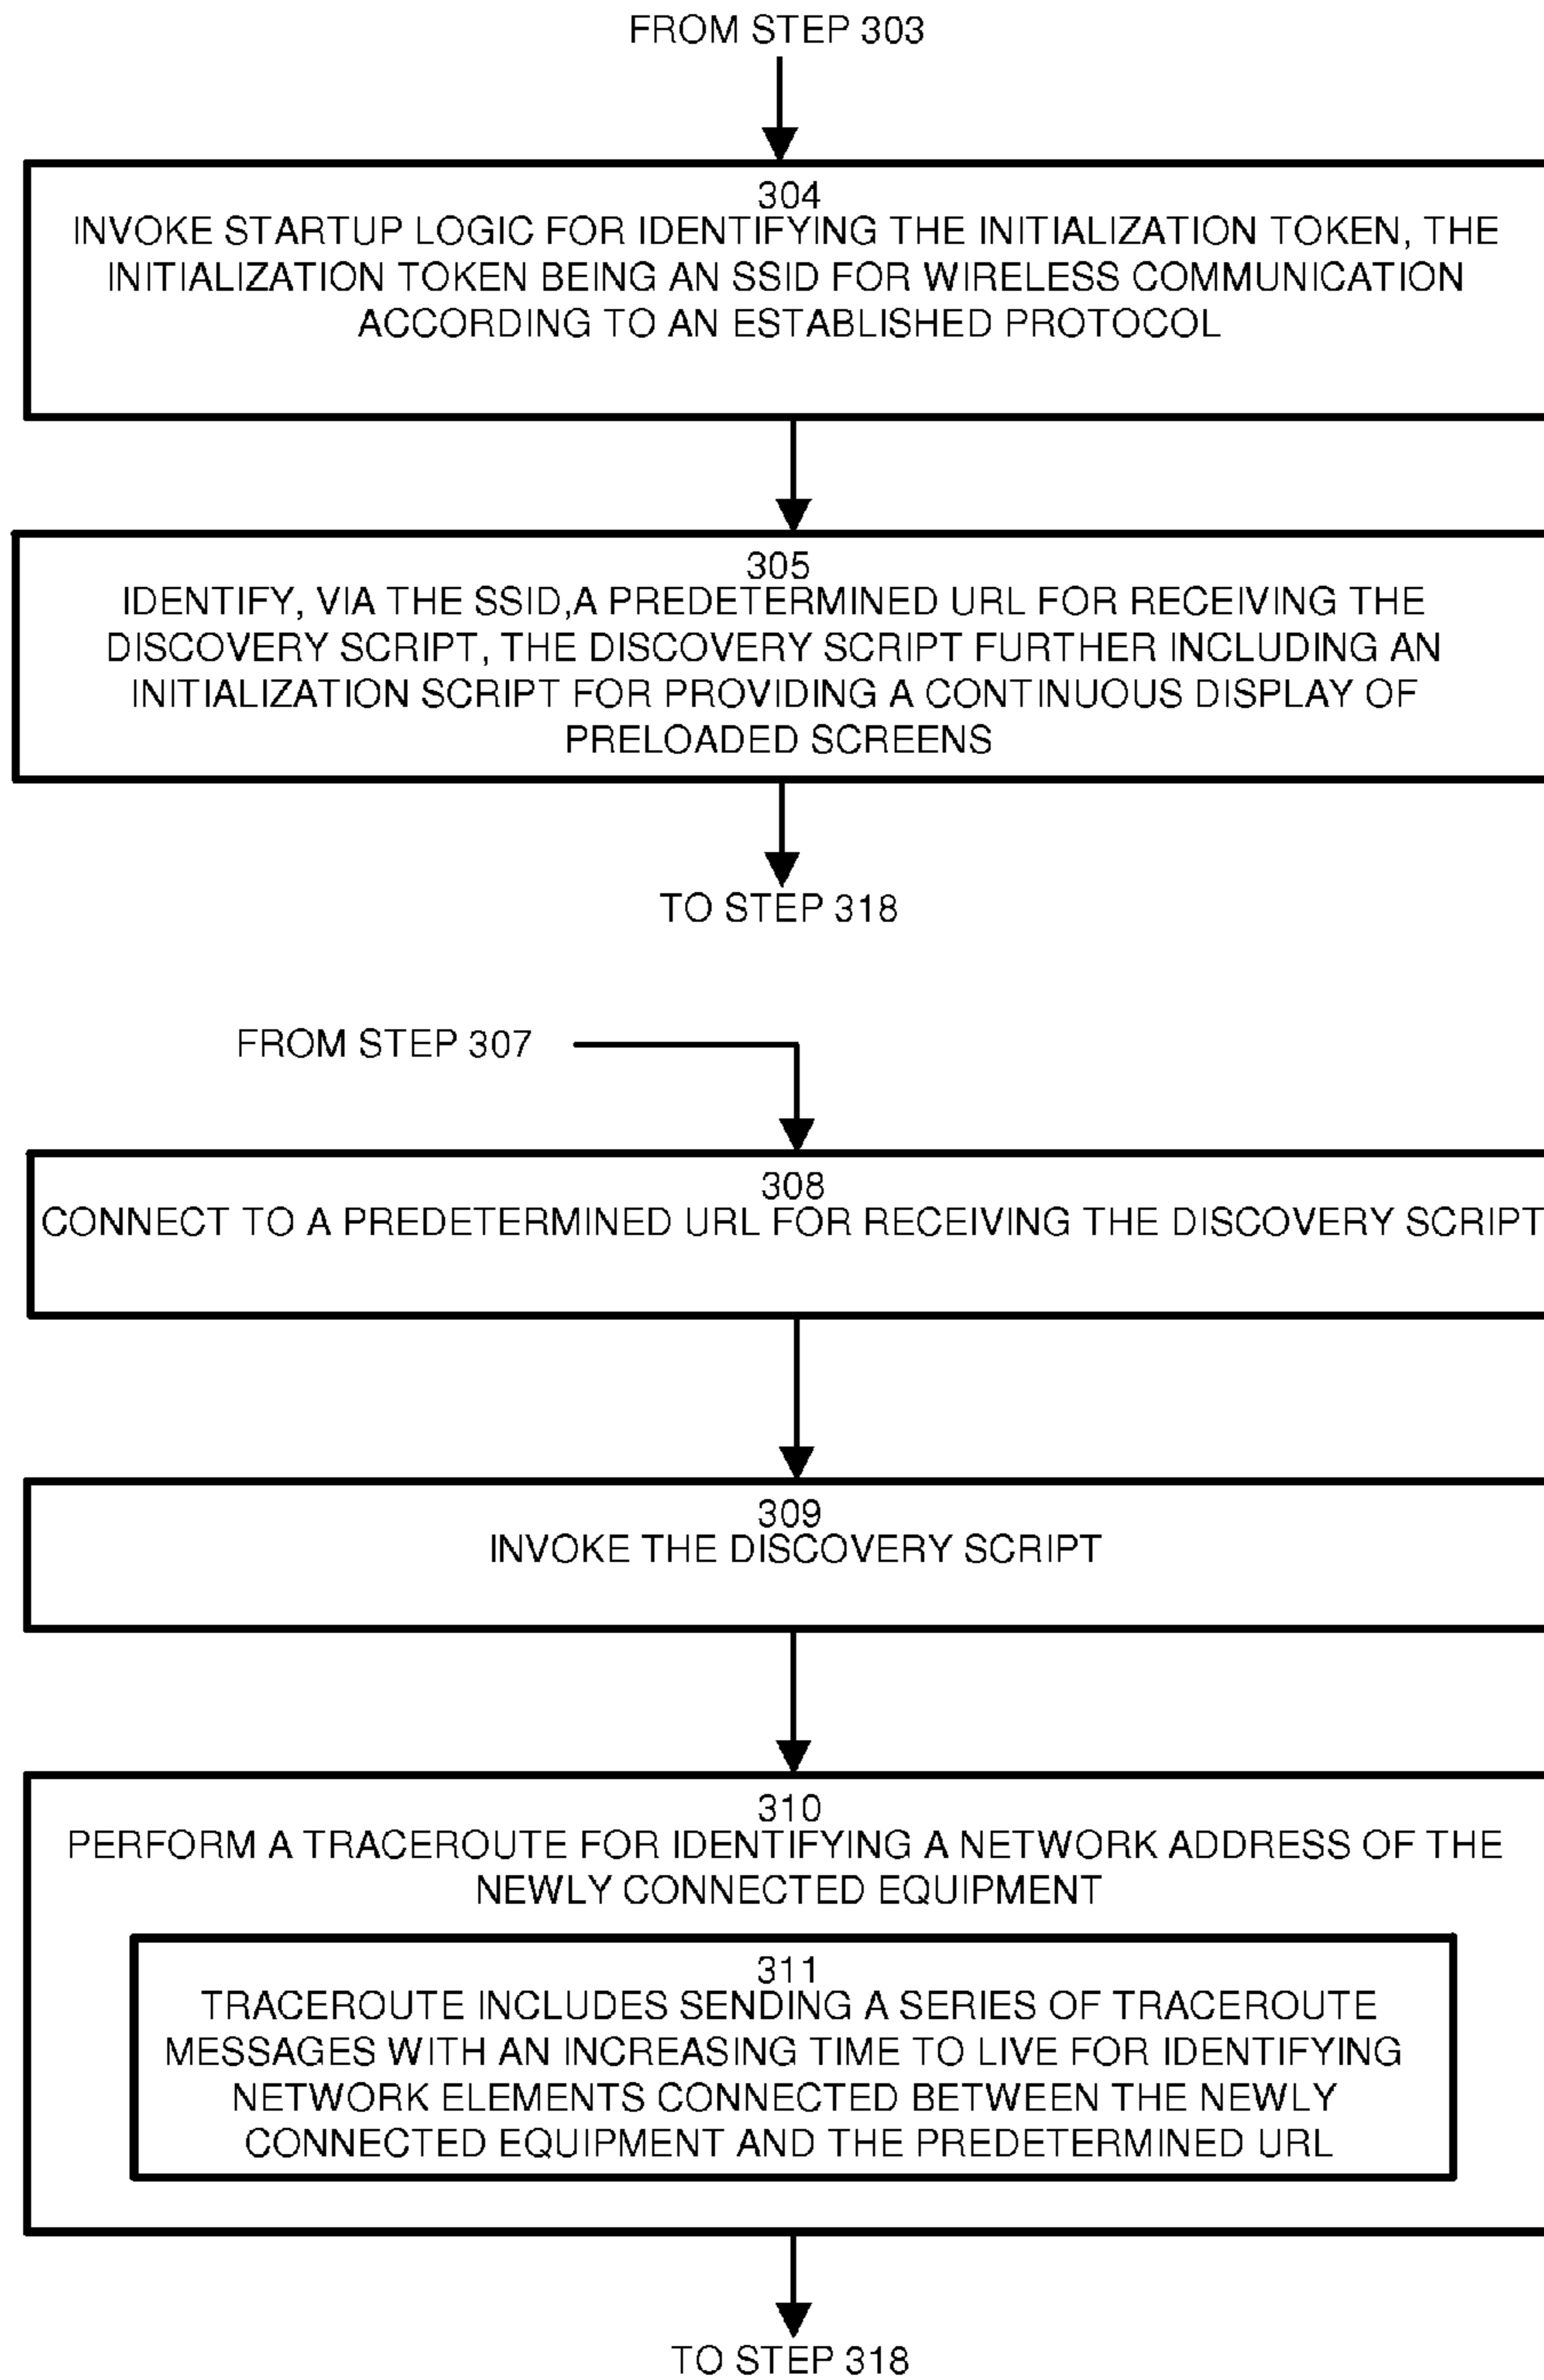 FROM STEP 303
304
INVOKE STARTUP LOGIC FOR IDENTIFYING THE INITIALIZATION TOKEN, THE
INITIALIZATION TOKEN BEING AN SSID FOR WIRELESS COMMUNICATION
ACCORDING TO AN ESTABLISHED PROTOCOL
305
IDENTIFY, VIA THE SSID,A PREDETERMINED URL FOR RECEIVING THE
DISCOVERY SCRIPT, THE DISCOVERY SCRIPT FURTHER INCLUDING AN
INITIALIZATION SCRIPT FOR PROVIDING A CONTINUOUS DISPLAY OF
PRELOADED SCREENS
TO STEP 318
FROM STEP 307
308
CONNECT TO A PREDETERMINED URL FOR RECEIVING THE DISCOVERY SCRIPT
309
INVOKE THE DISCOVERY SCRIPT
310
PERFORM A TRACEROUTE FOR IDENTIFYING A NETWORK ADDRESS OF THE
NEWLY CONNECTED EQUIPMENT
311
TRACEROUTE INCLUDES SENDING A SERIES OF TRACEROUTE
MESSAGES WITH AN INCREASING TIME TO LIVE FOR IDENTIFYING
NETWORK ELEMENTS CONNECTED BETWEEN THE NEWLY
CONNECTED EQUIPMENT AND THE PREDETERMINED URL
TO STEP 318